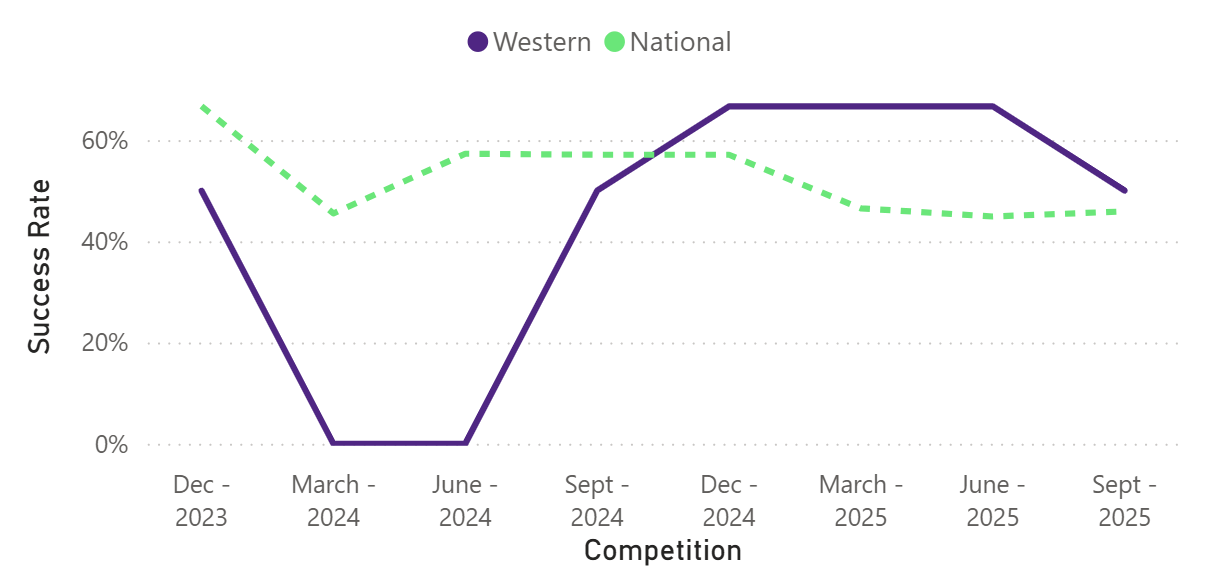 Western National
60%
40%
20%
0%
Success Rate
Dec - March - June - Sept - Dec - March - June - Sept -
2023 2024 2024 2024 2024 2025 2025 2025
Competition